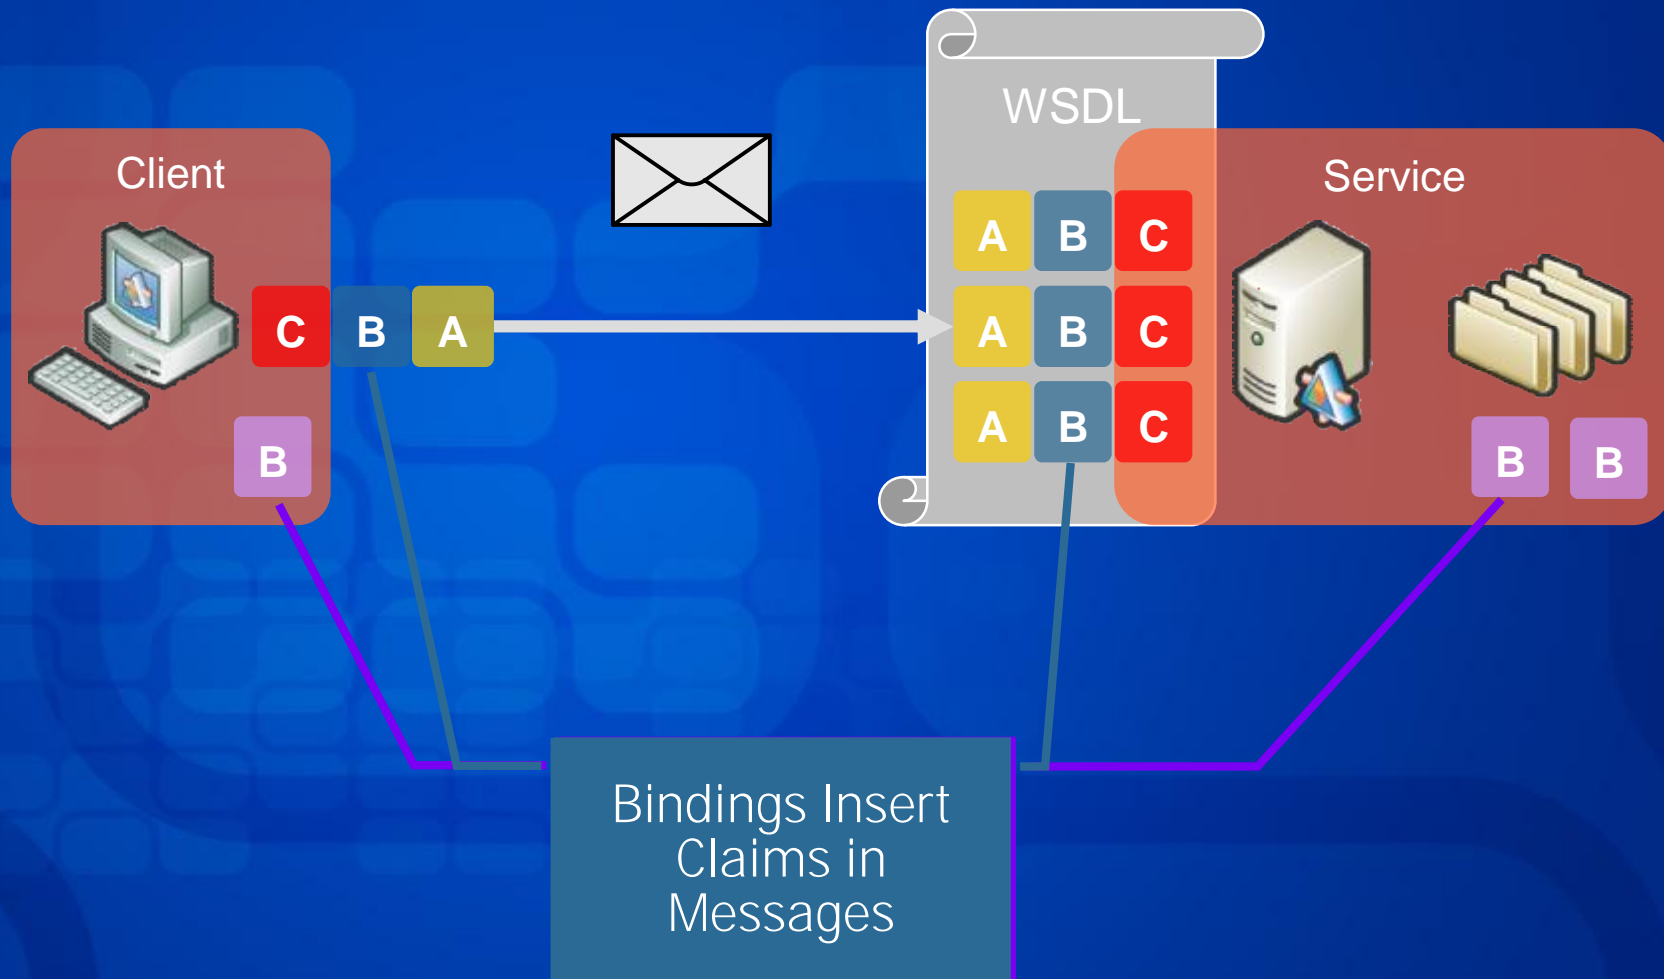 WSDL
Client
Service
A B C
C B A
A B C
A B C
B
B B
Bindings Insert
Claims in
Messages